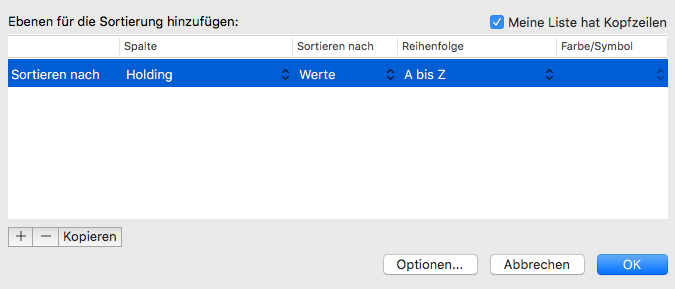 Ebenen für die Sortierung hinzufügen:
Meine Liste hat Kopfzeilen
Spalte Sortieren nach Reihenfolge Farbe/Symbol
Sortieren nach Holding Werte A bis Z
+ − Kopieren
Optionen... Abbrechen OK